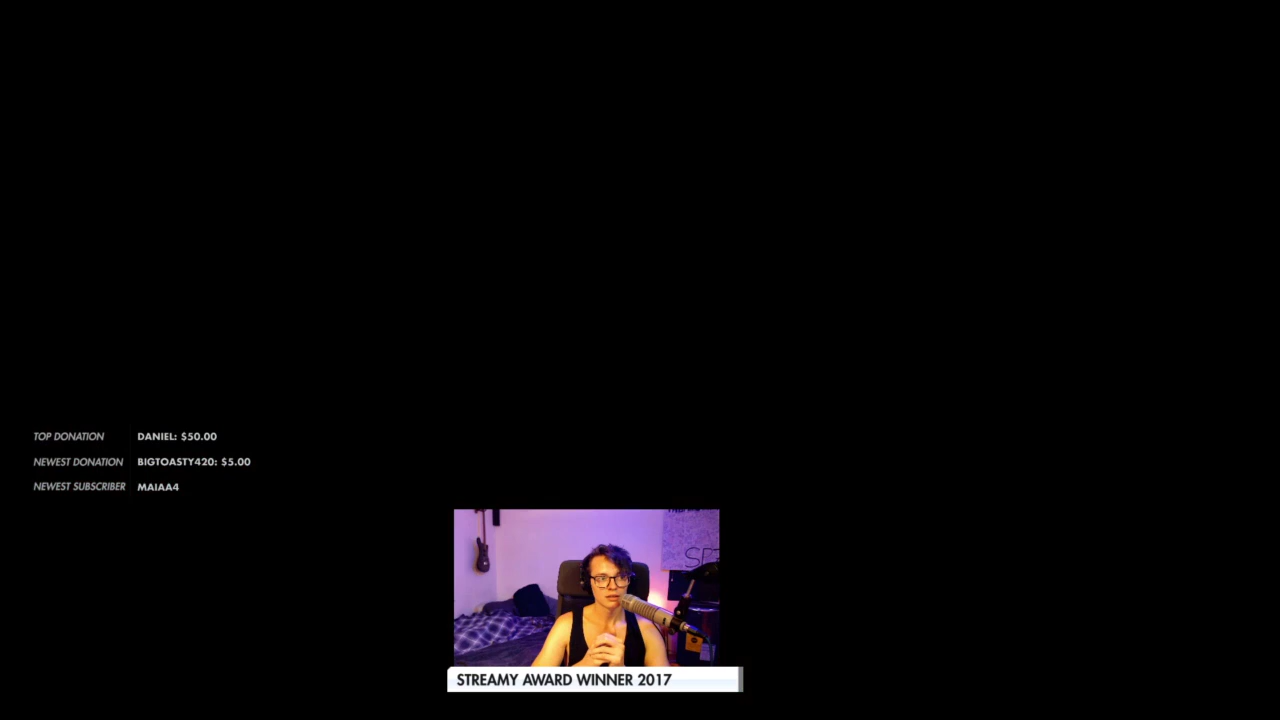 TOP DONATION DANIEL: $50.00
NEWEST DONATION BIGTOASTY420: $5.00
NEWEST SUBSCRIBER MAIAA4
STREAMY AWARD WINNER 2017